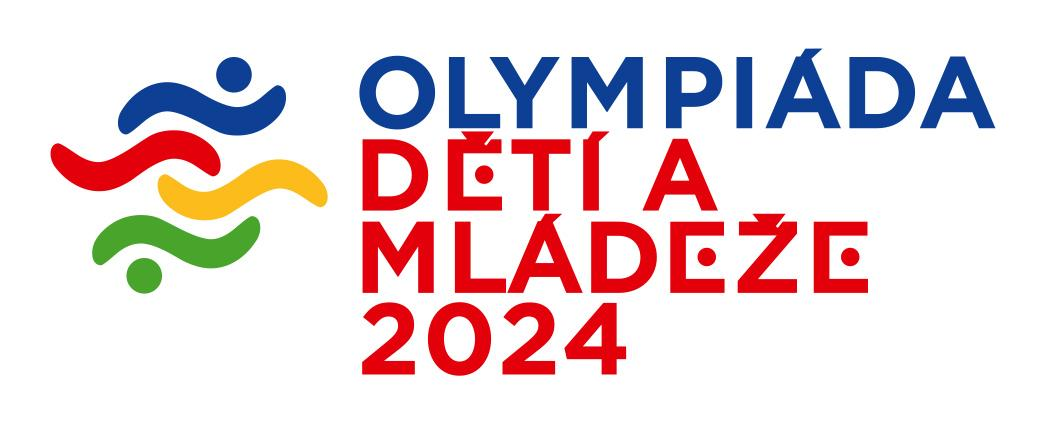 OLYMPIÁDA
DĚTÍ A
MLÁDEŽE
2024